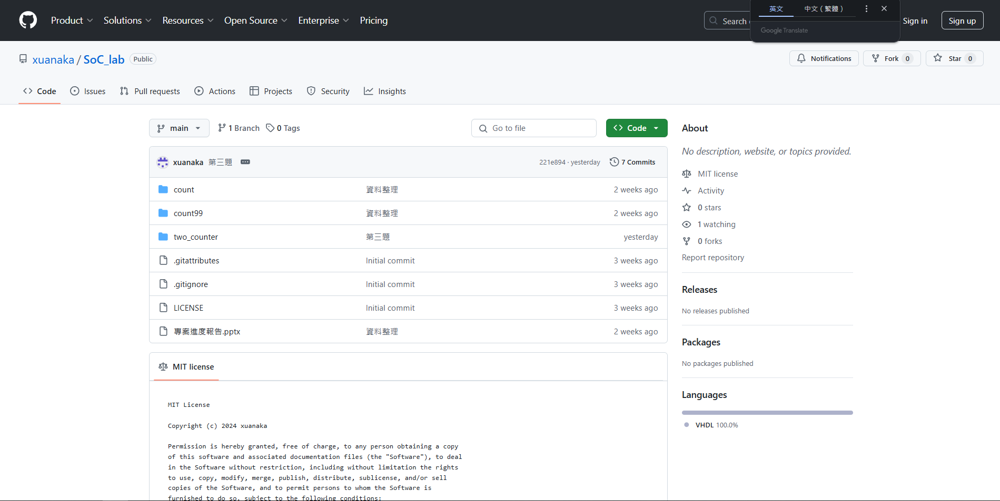 Product Solutions Resources Open Source Enterprise Pricing Search Sign in Sign up
英文 中文（繁體）
Google Translate
xuanaka / SoC_lab Public Notifications Fork 0 Star 0
Code Issues Pull requests Actions Projects Security Insights
main 1 Branch 0 Tags Go to file Code
xuanaka 第三題 221e894 · yesterday 7 Commits
count 資料整理 2 weeks ago
count99 資料整理 2 weeks ago
two_counter 第三題 yesterday
.gitattributes Initial commit 3 weeks ago
.gitignore Initial commit 3 weeks ago
LICENSE Initial commit 3 weeks ago
專案進度報告.pptx 資料整理 2 weeks ago
MIT license
MIT License
Copyright (c) 2024 xuanaka
Permission is hereby granted, free of charge, to any person obtaining a copy
of this software and associated documentation files (the "Software"), to deal
in the Software without restriction, including without limitation the rights
to use, copy, modify, merge, publish, distribute, sublicense, and/or sell
copies of the Software, and to permit persons to whom the Software is
furnished to do so, subject to the following conditions:
About
No description, website, or topics provided.
MIT license
Activity
0 stars
1 watching
0 forks
Report repository
Releases
No releases published
Packages
No packages published
Languages
VHDL 100.0%